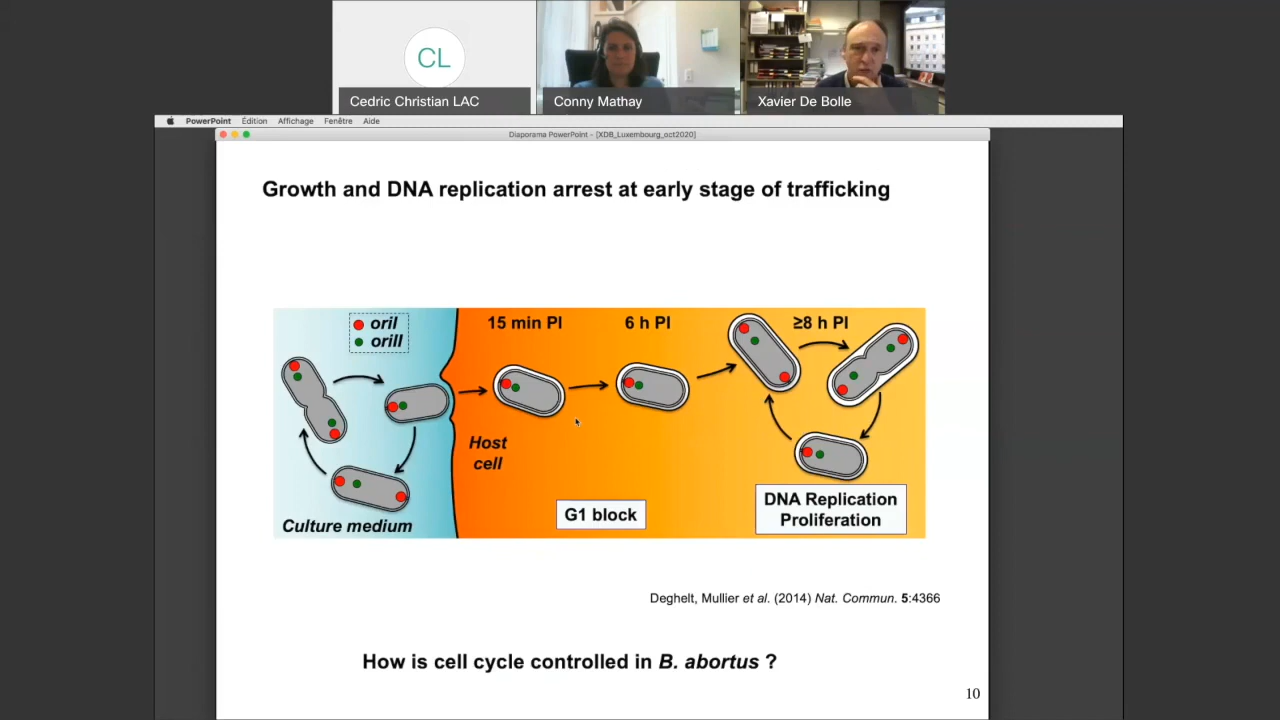 CL
Cedric Christian LAC
Conny Mathay
Xavier De Bolle
PowerPoint Édition Affichage Fenêtre Aide
Diaporama PowerPoint - [XDB_Luxembourg_oct2020]
Growth and DNA replication arrest at early stage of trafficking
oriI
oriII
15 min PI
6 h PI
≥8 h PI
Host
cell
Culture medium
G1 block
DNA Replication
Proliferation
Deghelt, Mullier et al. (2014) Nat. Commun. 5:4366
How is cell cycle controlled in B. abortus ?
10